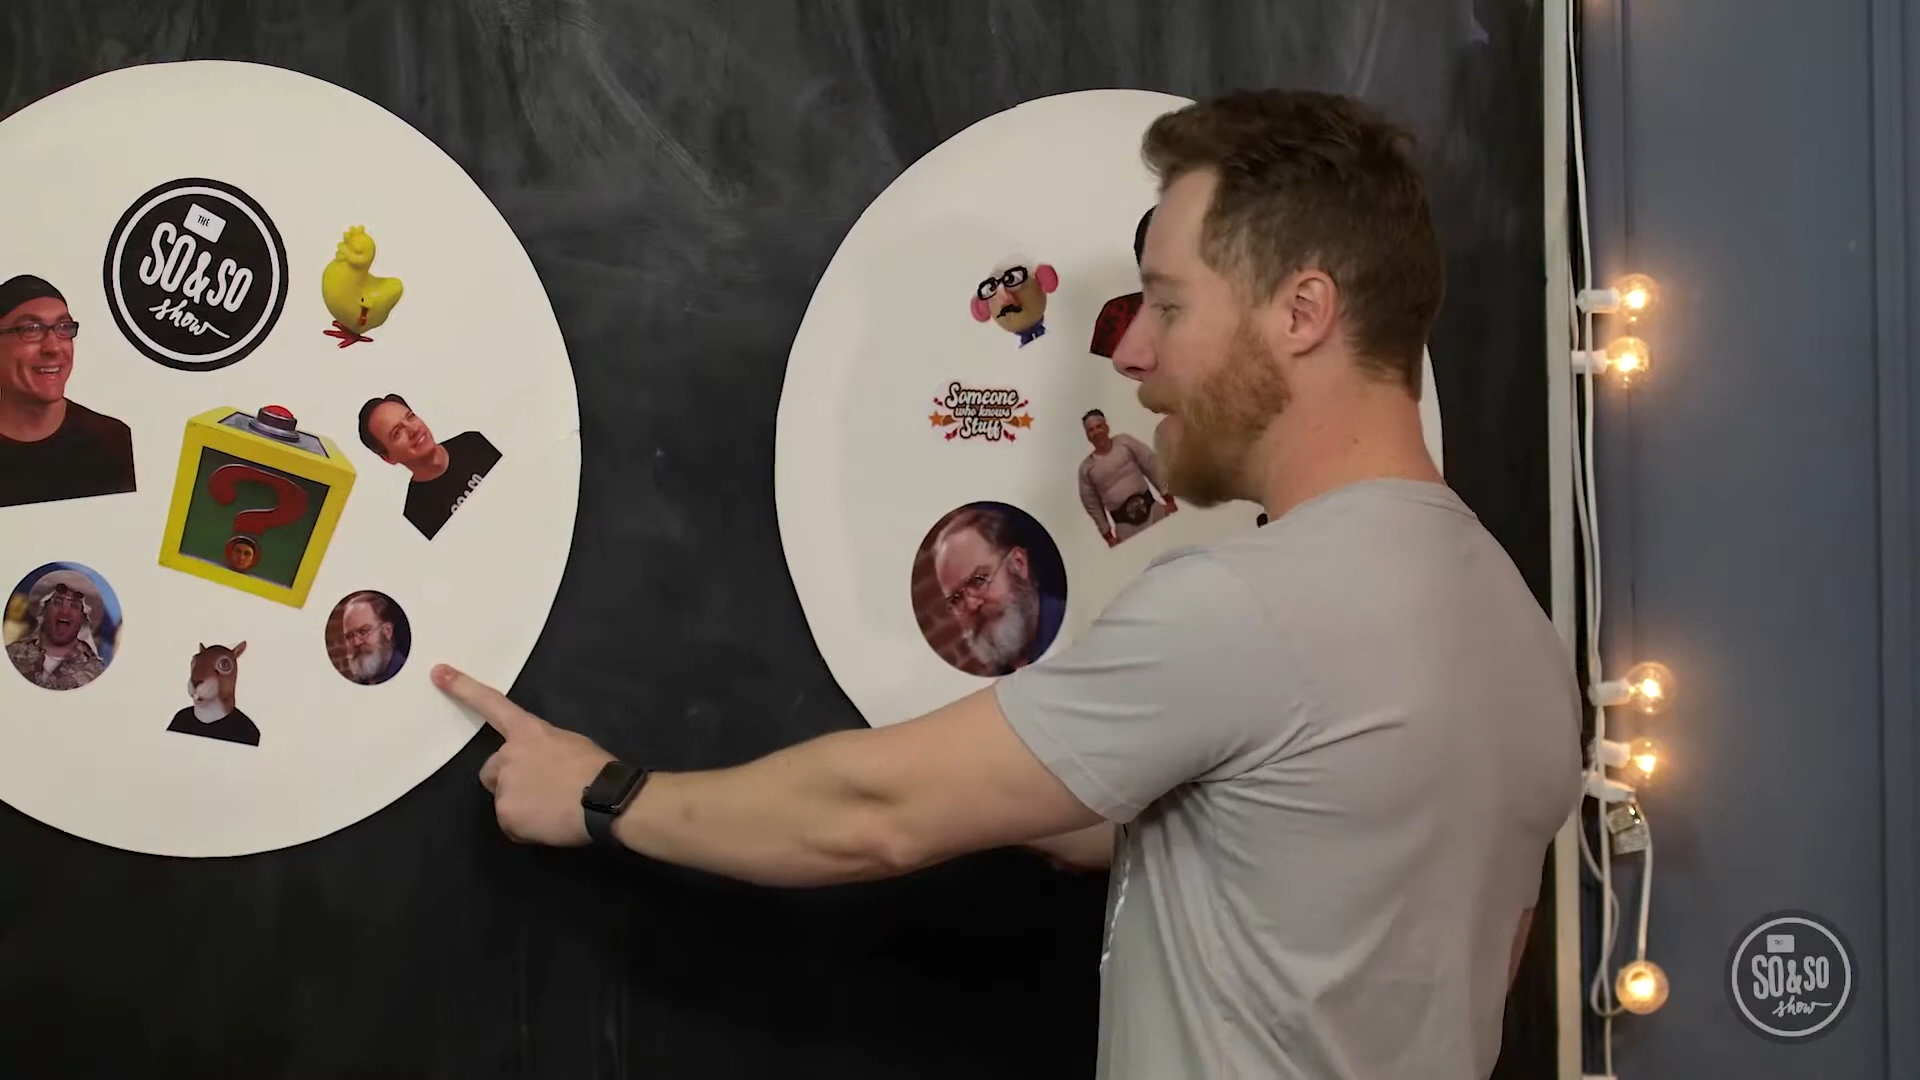 THE
SO&SO
show
Someone
who knows
Stuff
?
THE
SO&SO
show